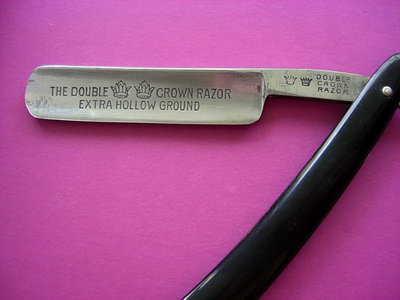 THE DOUBLE CROWN RAZOR
EXTRA HOLLOW GROUND
DOUBLE
CROWN
RAZOR